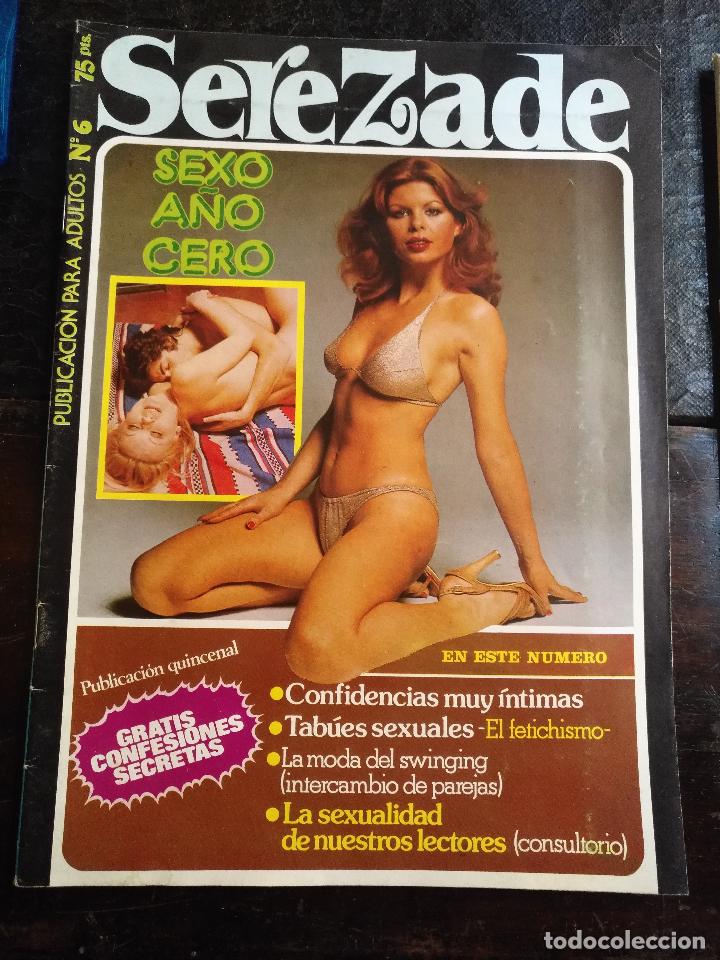 SereZade
PUBLICACION PARA ADULTOS Nº 6 75 pts.
SEXO
AÑO
CERO
Publicación quincenal
GRATIS
CONFESIONES
SECRETAS
EN ESTE NUMERO
•Confidencias muy íntimas
•Tabúes sexuales -El fetichismo-
•La moda del swinging
(intercambio de parejas)
•La sexualidad
de nuestros lectores (consultorio)
todocoleccion.net